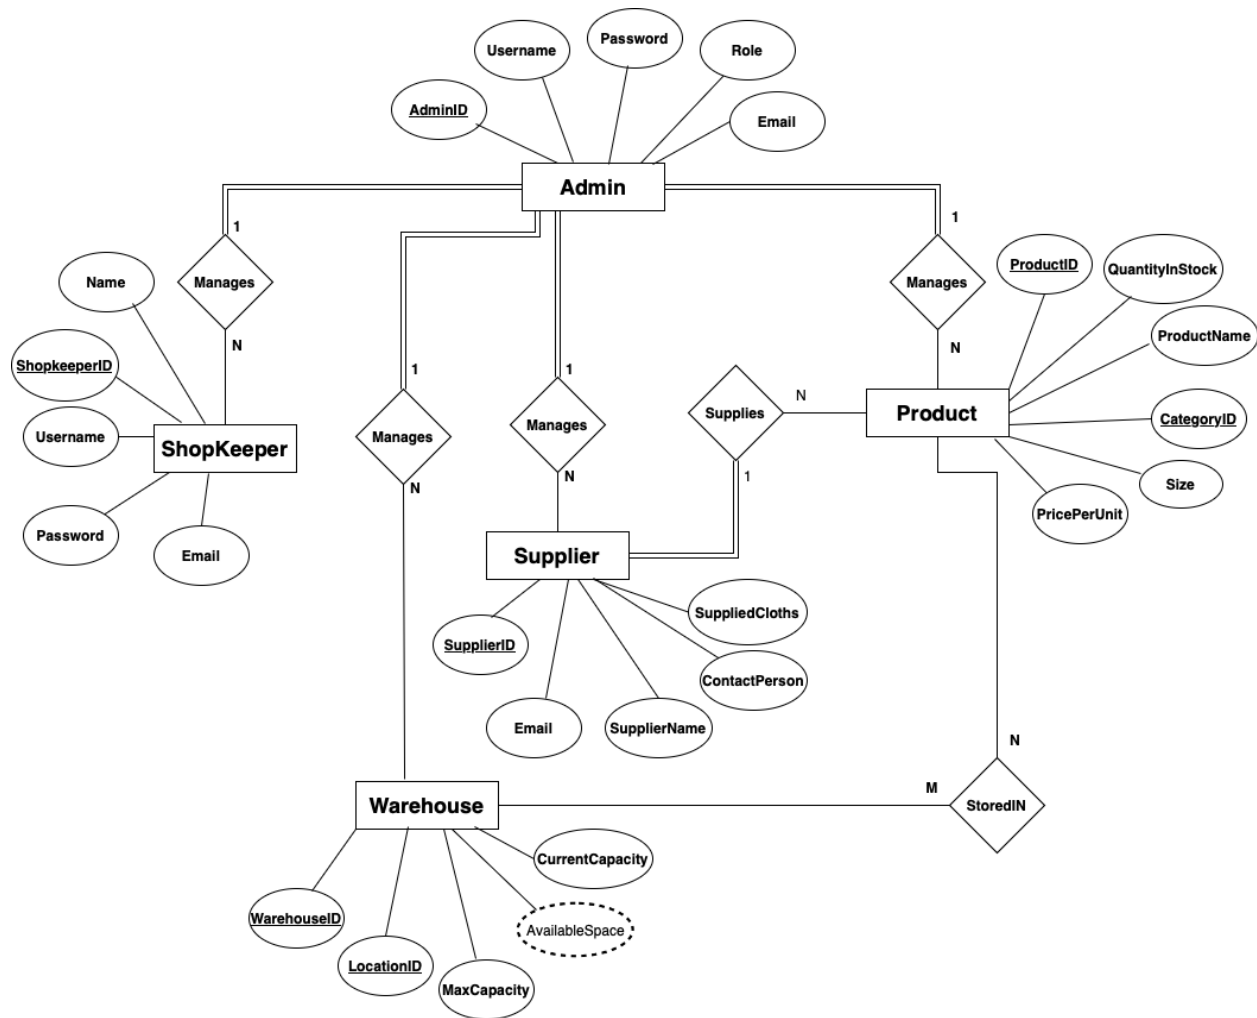 Password
Username
Role
AdminID
Email
Admin
1
1
Manages
Name
Manages
ProductID
QuantityInStock
N
N
ProductName
ShopkeeperID
1
1
Supplies
N
Product
CategoryID
Username
ShopKeeper
Manages
Manages
N
N
1
Size
PricePerUnit
Password
Email
Supplier
SuppliedCloths
SupplierID
ContactPerson
Email
SupplierName
N
M
Warehouse
StoredIN
CurrentCapacity
WarehouseID
AvailableSpace
LocationID
MaxCapacity